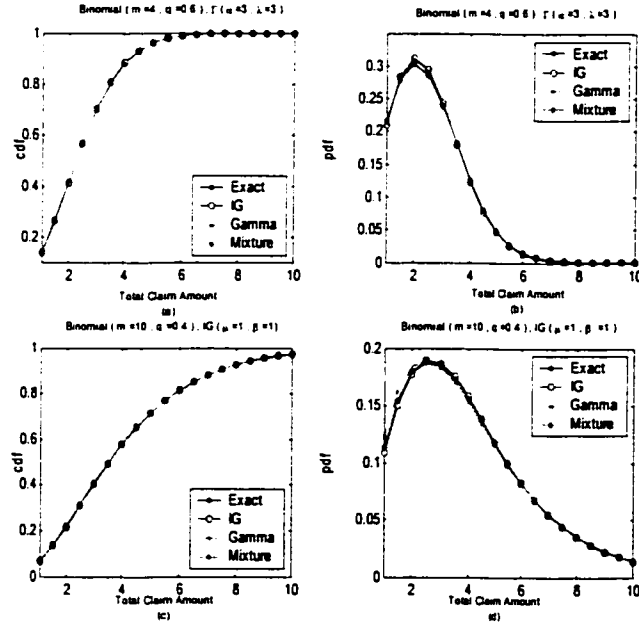 Binomial ( m =4 , q =0.6 ) , Γ ( α =3 , λ =3 )
cdf
1
0.8
0.6
0.4
0.2
2
4
6
8
10
Exact
IG
Gamma
Mixture
Total Claim Amount
(a)
Binomial ( m =4 , q =0.6 ) , Γ ( α =3 , λ =3 )
pdf
0.3
0.25
0.2
0.15
0.1
0.05
0
2
4
6
8
10
Exact
IG
Gamma
Mixture
Total Claim Amount
(b)
Binomial ( m =10 , q =0.4 ) , IG ( μ =1 , β =1 )
cdf
1
0.8
0.6
0.4
0.2
0
2
4
6
8
10
Exact
IG
Gamma
Mixture
Total Claim Amount
(c)
Binomial ( m =10 , q =0.4 ) , IG ( μ =1 , β =1 )
pdf
0.2
0.15
0.1
0.05
0
2
4
6
8
10
Exact
IG
Gamma
Mixture
Total Claim Amount
(d)